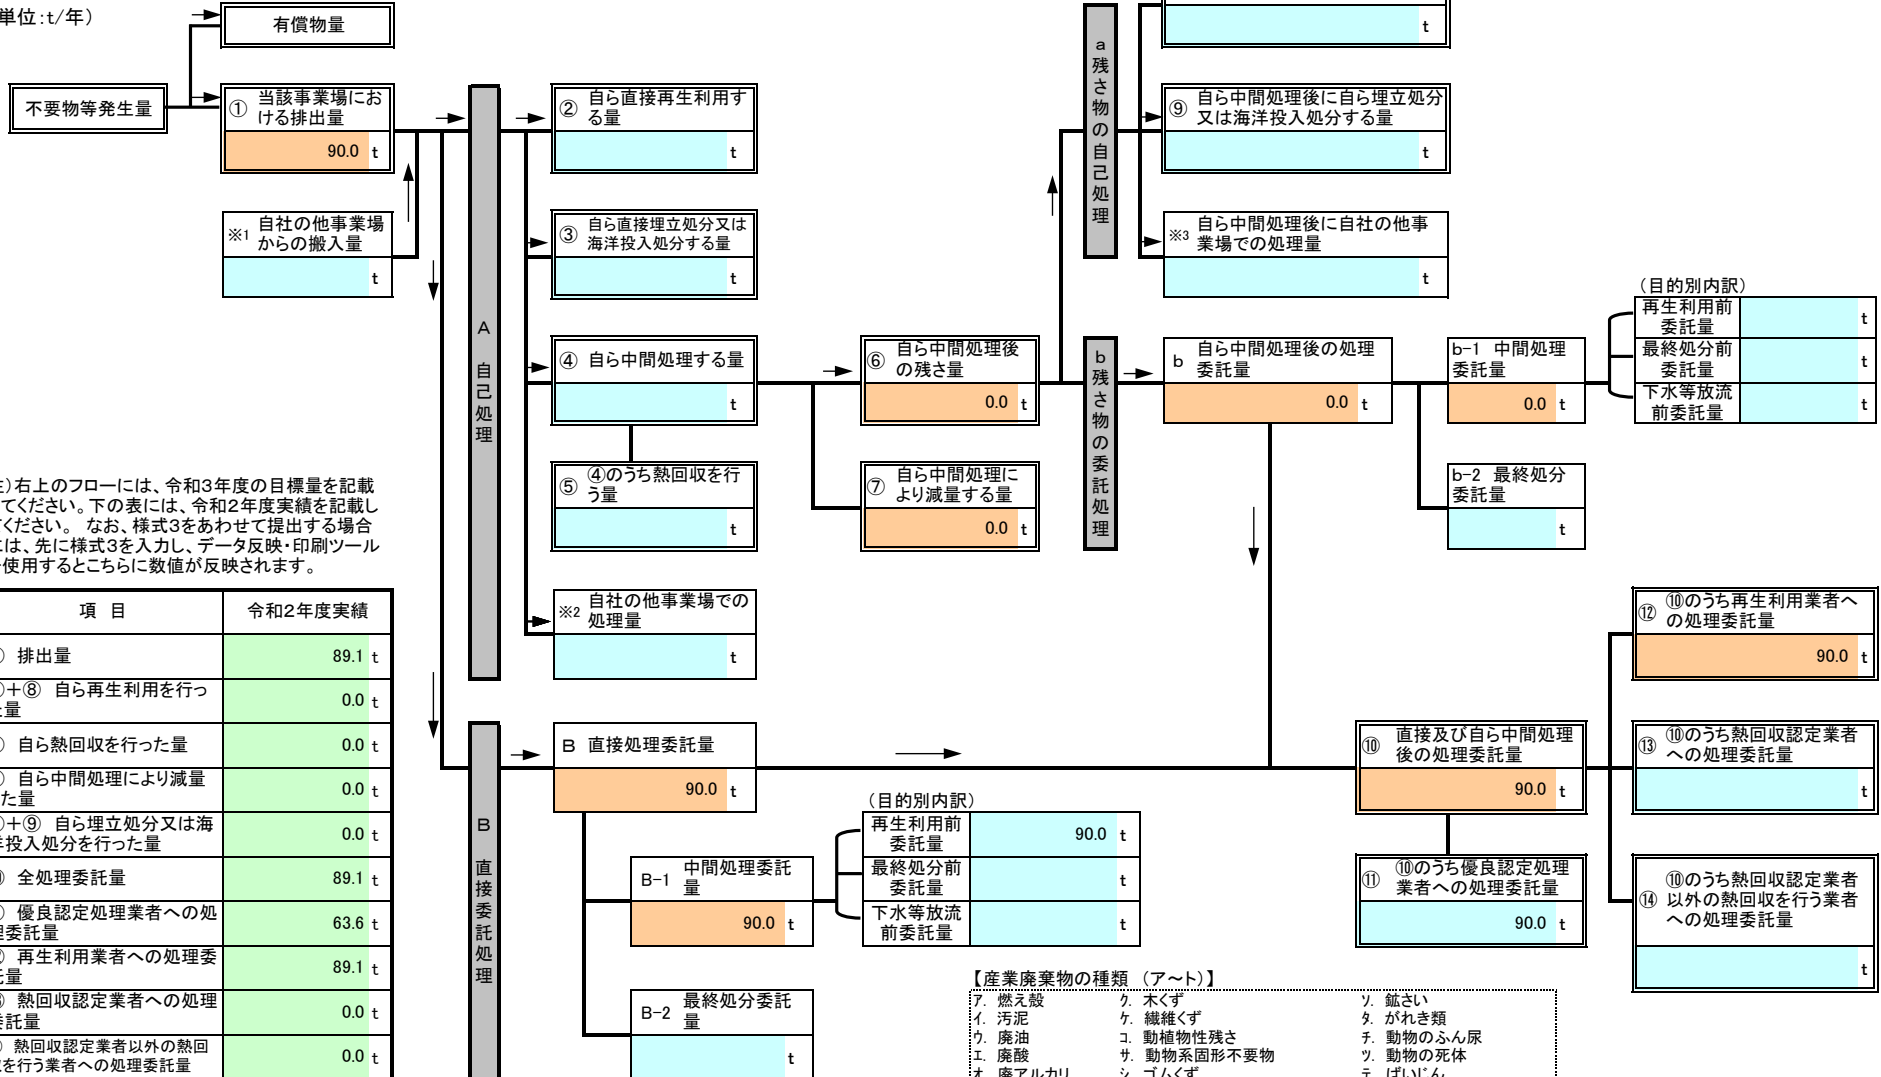 単位:t/年）
有償物量
不要物等発生量
① 当該事業場にお
ける排出量
90.0 t
※1 自社の他事業場
からの搬入量
t
A
自
己
処
理
② 自ら直接再生利用す
る量
t
③ 自ら直接埋立処分又は
海洋投入処分する量
t
④ 自ら中間処理する量
t
⑤ ④のうち熱回収を行
う量
t
※2 自社の他事業場での
処理量
t
⑥ 自ら中間処理後
の残さ量
0.0 t
⑦ 自ら中間処理に
より減量する量
0.0 t
a
残
さ
物
の
自
己
処
理
t
⑨ 自ら中間処理後に自ら埋立処分
又は海洋投入処分する量
t
※3 自ら中間処理後に自社の他事
業場での処理量
t
b
残
さ
物
の
委
託
処
理
b 自ら中間処理後の処理
委託量
0.0 t
b-1 中間処理
委託量
0.0 t
b-2 最終処分
委託量
t
（目的別内訳）
再生利用前
委託量
t
最終処分前
委託量
t
下水等放流
前委託量
t
）右上のフローには、令和3年度の目標量を記載
てください。下の表には、令和2年度実績を記載し
ください。 なお、様式3をあわせて提出する場合
は、先に様式3を入力し、データ反映・印刷ツール
使用するとこちらに数値が反映されます。
項 目 令和2年度実績
排出量 89.1 t
＋⑧ 自ら再生利用を行っ
量
0.0 t
自ら熱回収を行った量 0.0 t
自ら中間処理により減量
た量
0.0 t
＋⑨ 自ら埋立処分又は海
投入処分を行った量
0.0 t
全処理委託量 89.1 t
優良認定処理業者への処
委託量
63.6 t
再生利用業者への処理委
量
89.1 t
熱回収認定業者への処理
託量
0.0 t
熱回収認定業者以外の熱回
を行う業者への処理委託量
0.0 t
B
直
接
委
託
処
理
B 直接処理委託量
90.0 t
B-1 中間処理委託
量
90.0 t
B-2 最終処分委託
量
t
（目的別内訳）
再生利用前
委託量
90.0 t
最終処分前
委託量
t
下水等放流
前委託量
t
⑩ 直接及び自ら中間処理
後の処理委託量
90.0 t
⑪ ⑩のうち優良認定処理
業者への処理委託量
90.0 t
⑫ ⑩のうち再生利用業者へ
の処理委託量
90.0 t
⑬ ⑩のうち熱回収認定業者
への処理委託量
t
⑭ ⑩のうち熱回収認定業者
以外の熱回収を行う業者
への処理委託量
t
【産業廃棄物の種類 （ア～ト）】
ア. 燃え殻 ク. 木くず ソ. 鉱さい
イ. 汚泥 ケ. 繊維くず タ. がれき類
ウ. 廃油 コ. 動植物性残さ チ. 動物のふん尿
エ. 廃酸 サ. 動物系固形不要物 ツ. 動物の死体
オ. 廃アルカリ シ. ゴムくず テ. ばいじん